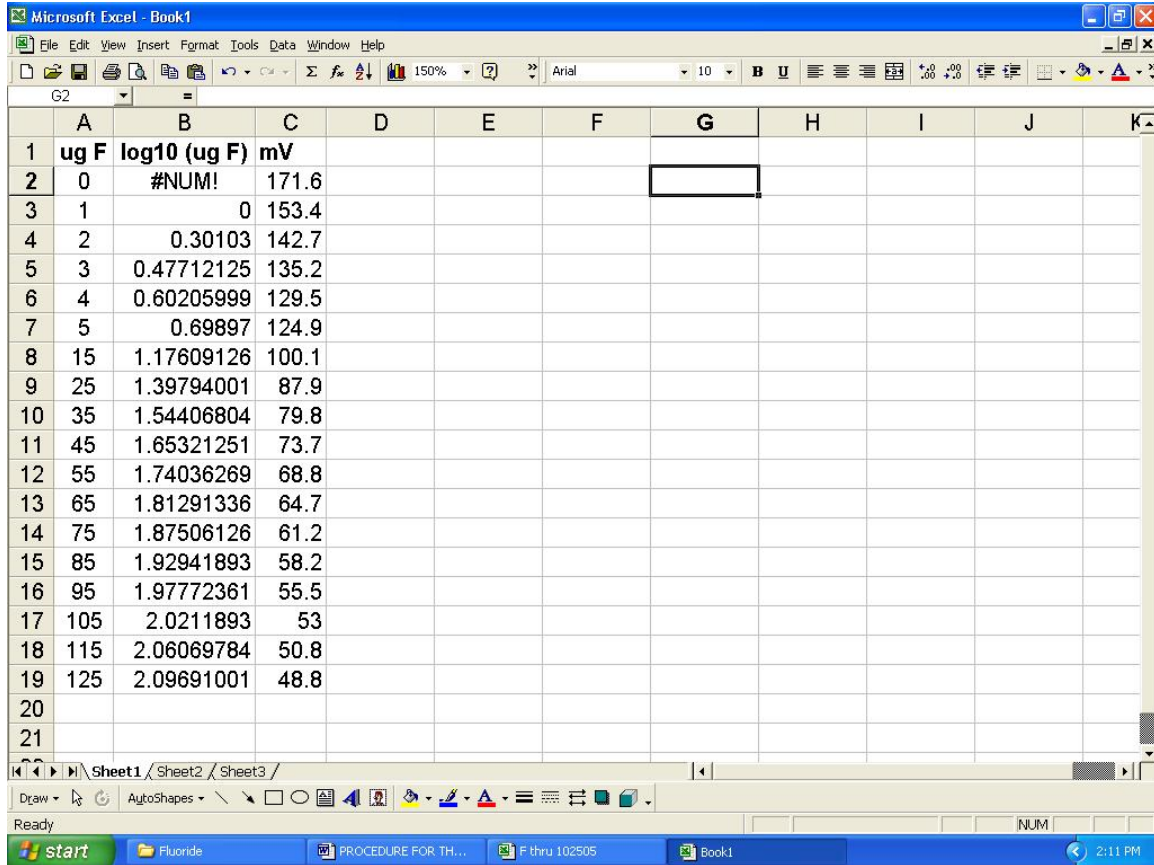 Microsoft Excel - Book1
File Edit View Insert Format Tools Data Window Help
150% Arial 10 B U
G2 =
A B C D E F G H I J K
1 ug F log10 (ug F) mV
2 0 #NUM! 171.6
3 1 0 153.4
4 2 0.30103 142.7
5 3 0.47712125 135.2
6 4 0.60205999 129.5
7 5 0.69897 124.9
8 15 1.17609126 100.1
9 25 1.39794001 87.9
10 35 1.54406804 79.8
11 45 1.65321251 73.7
12 55 1.74036269 68.8
13 65 1.81291336 64.7
14 75 1.87506126 61.2
15 85 1.92941893 58.2
16 95 1.97772361 55.5
17 105 2.0211893 53
18 115 2.06069784 50.8
19 125 2.09691001 48.8
20
21
Sheet1 / Sheet2 / Sheet3 /
Draw AutoShapes
Ready NUM
start Fluoride PROCEDURE FOR TH... F thru 102505 Book1 2:11 PM